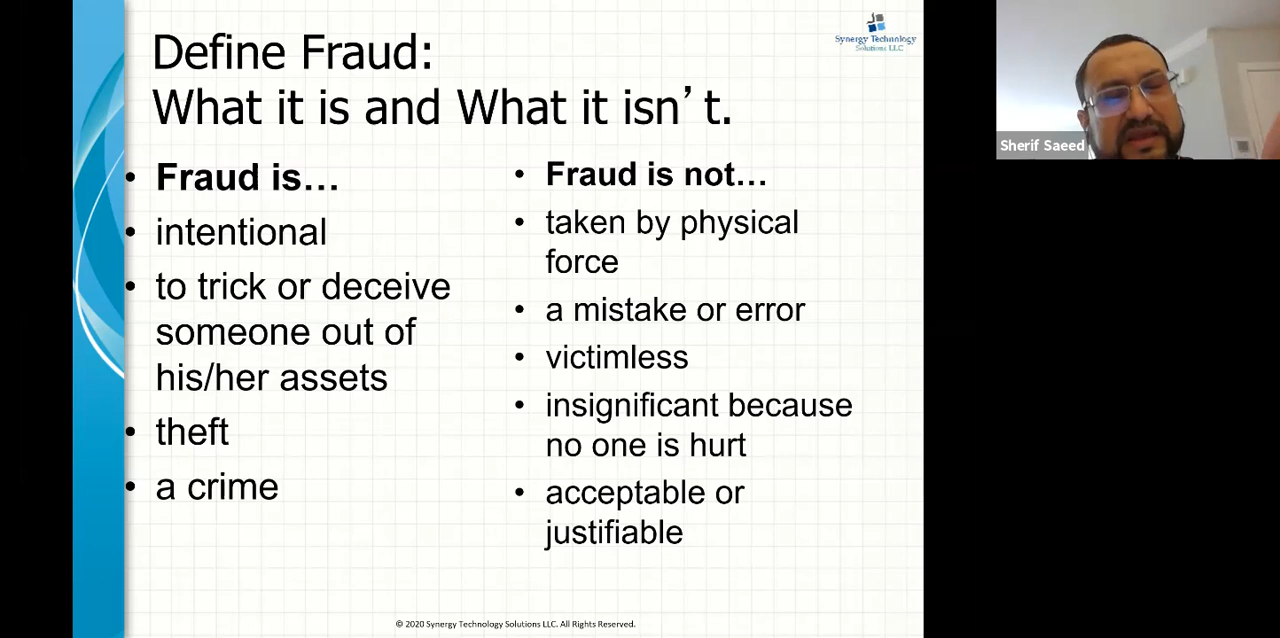 Define Fraud:
What it is and What it isn’t.
Synergy Technology
Solutions LLC
• Fraud is…
• intentional
• to trick or deceive
someone out of
his/her assets
• theft
• a crime
• Fraud is not…
• taken by physical
force
• a mistake or error
• victimless
• insignificant because
no one is hurt
• acceptable or
justifiable
© 2020 Synergy Technology Solutions LLC. All Rights Reserved.
Sherif Saeed